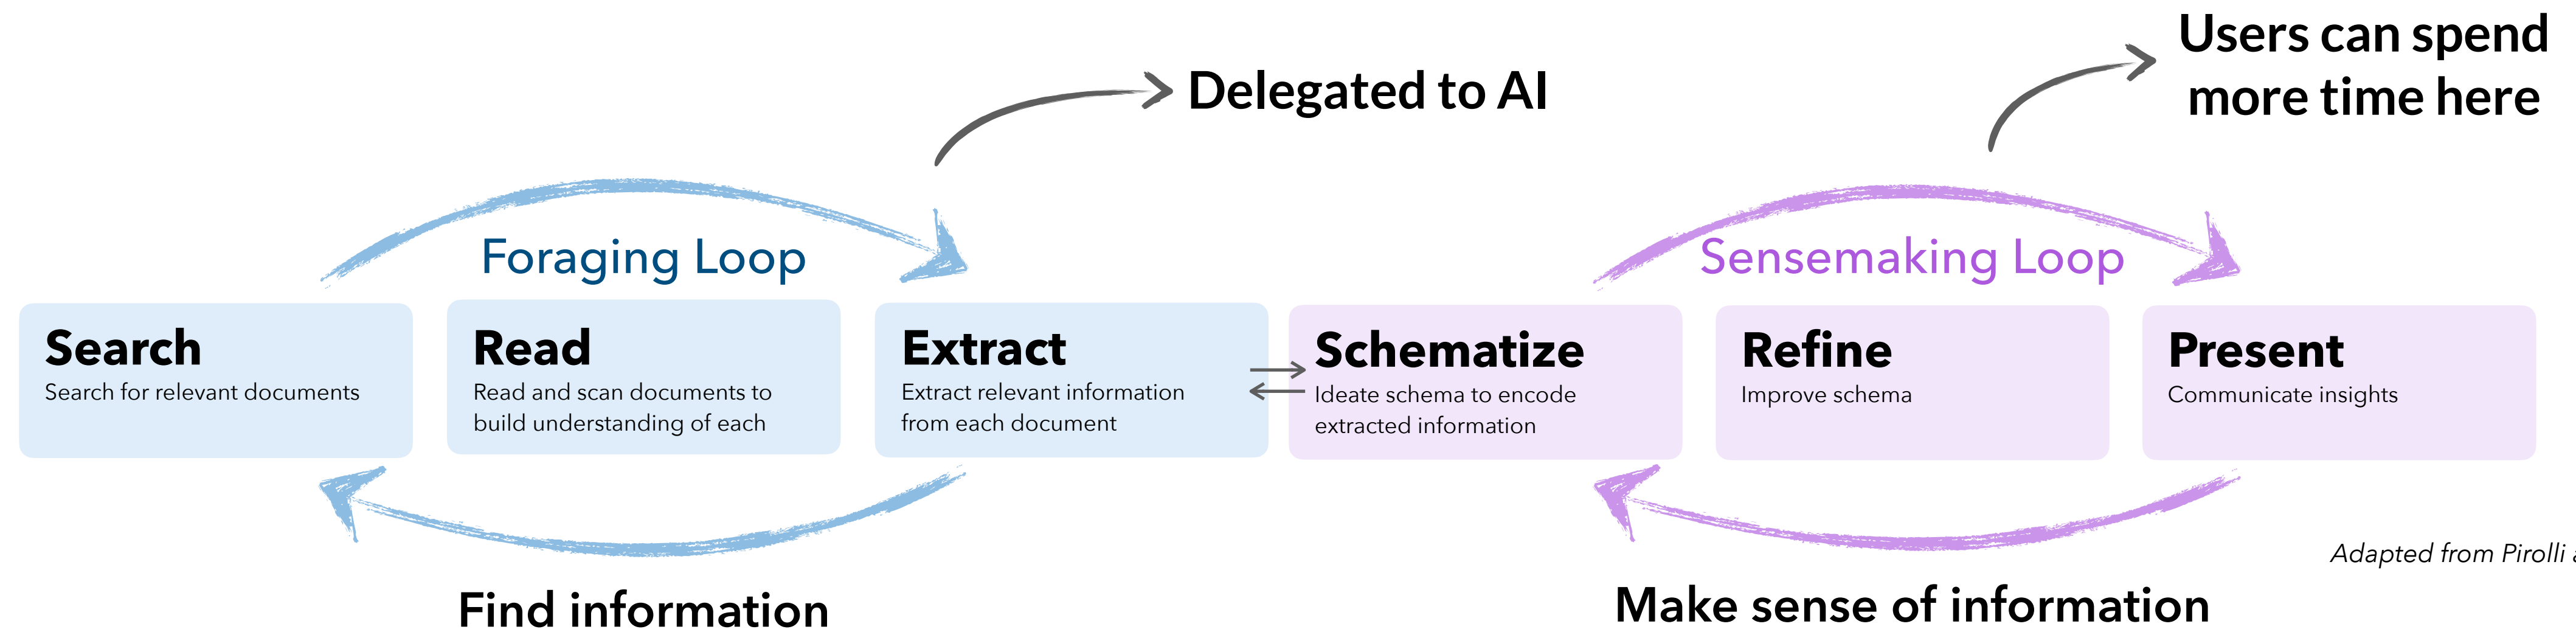 Users can spend
more time here
Delegated to AI
Foraging Loop
Sensemaking Loop
Search
Search for relevant documents
Read
Read and scan documents to
build understanding of each
Extract
Extract relevant information
from each document
Schematize
Ideate schema to encode
extracted information
Refine
Improve schema
Present
Communicate insights
Adapted from Pirolli
Find information
Make sense of information